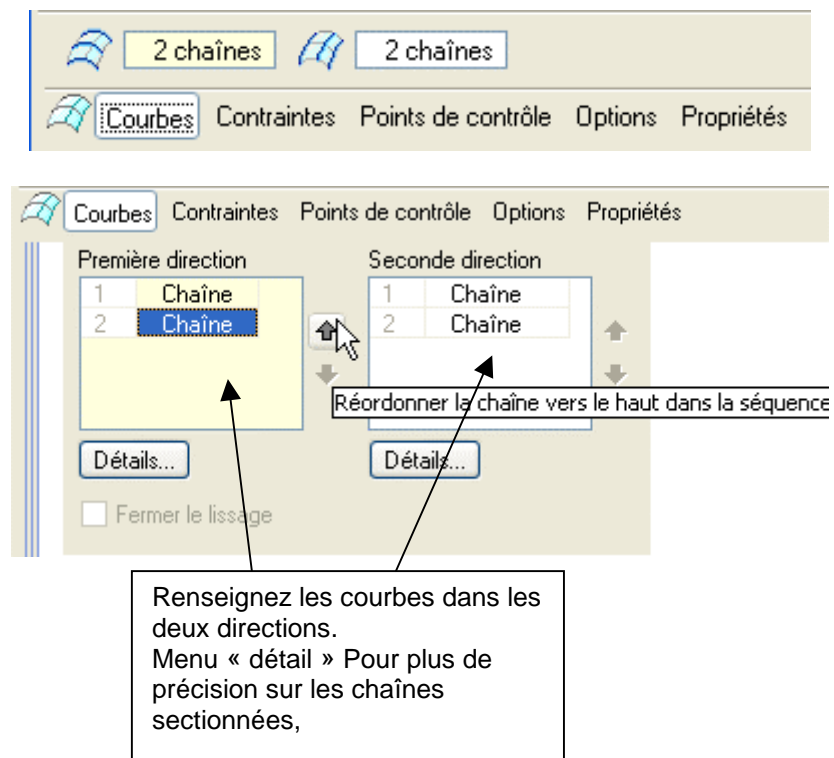 2 chaînes 2 chaînes
Courbes Contraintes Points de contrôle Options Propriétés
Courbes Contraintes Points de contrôle Options Propriétés
Première direction Seconde direction
1 Chaîne 1 Chaîne
2 Chaîne 2 Chaîne
Réordonner la chaîne vers le haut dans la séquence
Détails... Détails...
Fermer le lissage
Renseignez les courbes dans les
deux directions.
Menu « détail » Pour plus de
précision sur les chaînes
sectionnées,